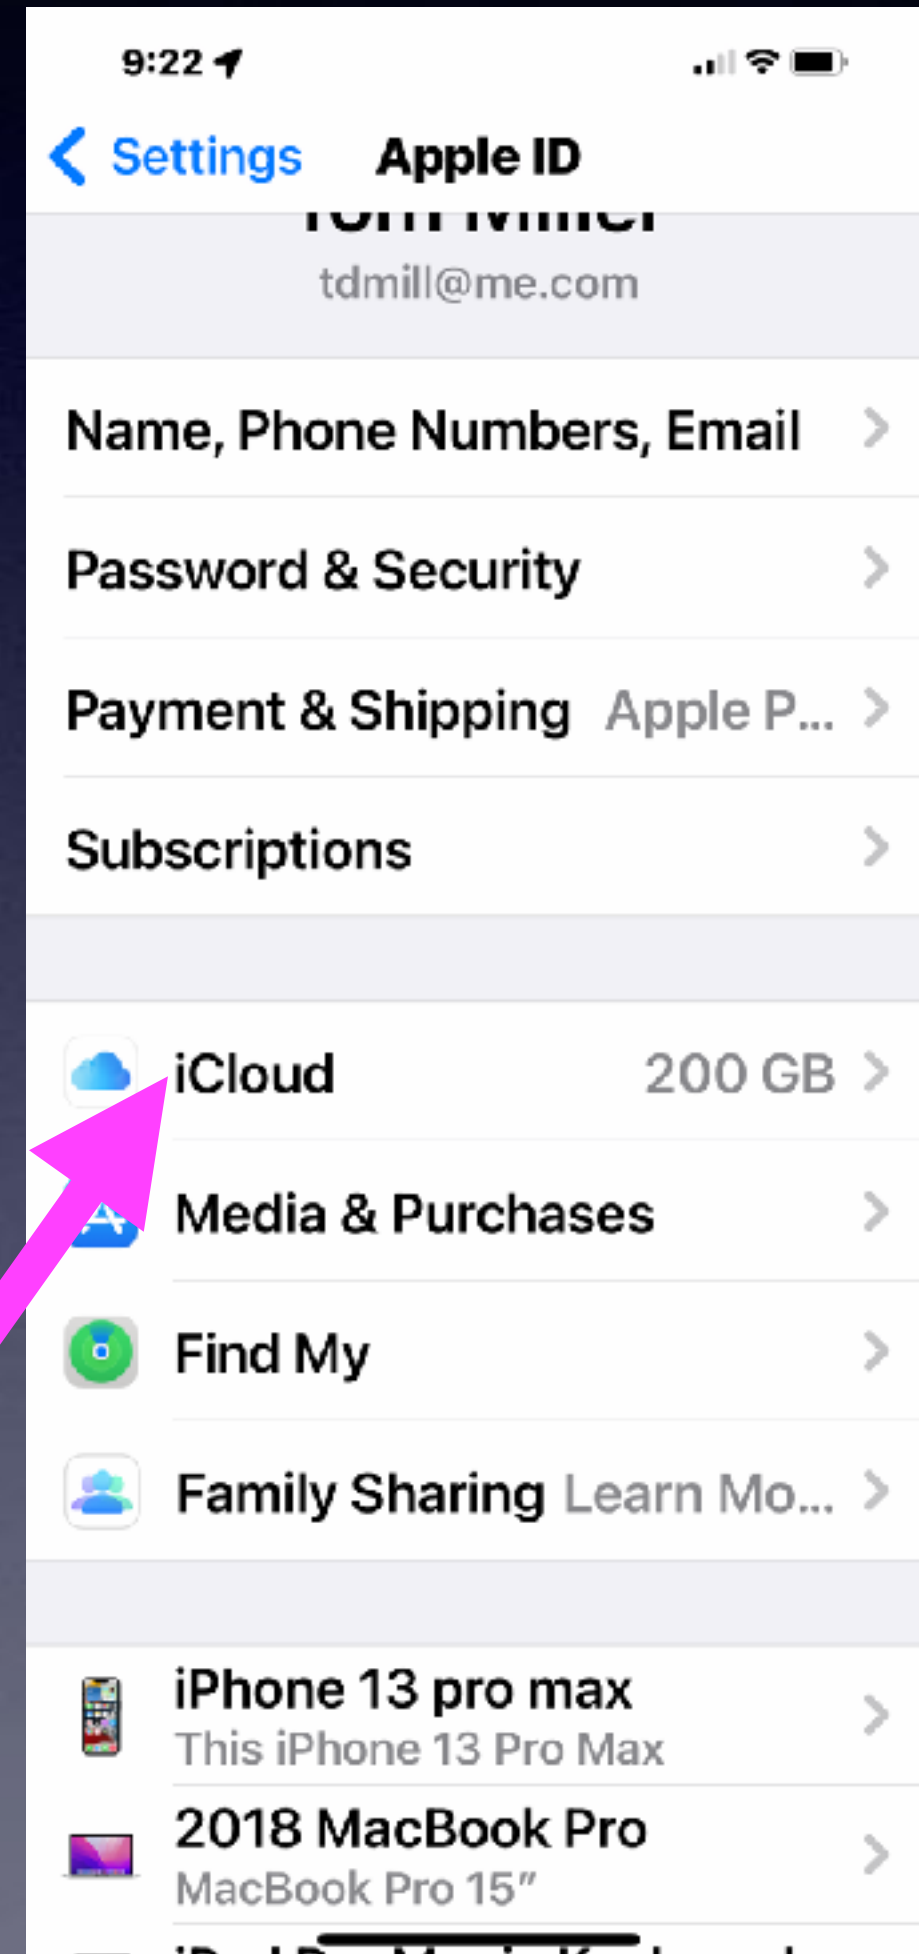 9:22
Settings Apple ID
Tom Miller
tdmill@me.com
Name, Phone Numbers, Email
Password & Security
Payment & Shipping Apple P...
Subscriptions
iCloud 200 GB
Media & Purchases
Find My
Family Sharing Learn Mo...
iPhone 13 pro max
This iPhone 13 Pro Max
2018 MacBook Pro
MacBook Pro 15″